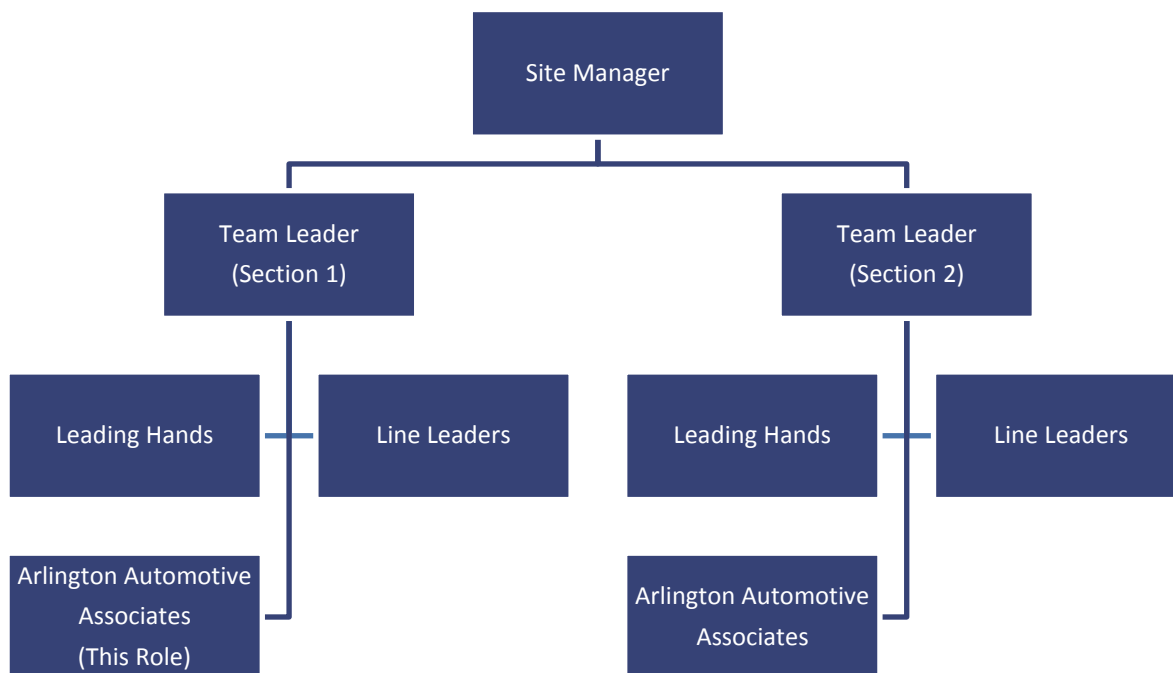 Site Manager
Team Leader
(Section 1)
Team Leader
(Section 2)
Leading Hands
Line Leaders
Leading Hands
Line Leaders
Arlington Automotive
Associates
(This Role)
Arlington Automotive
Associates